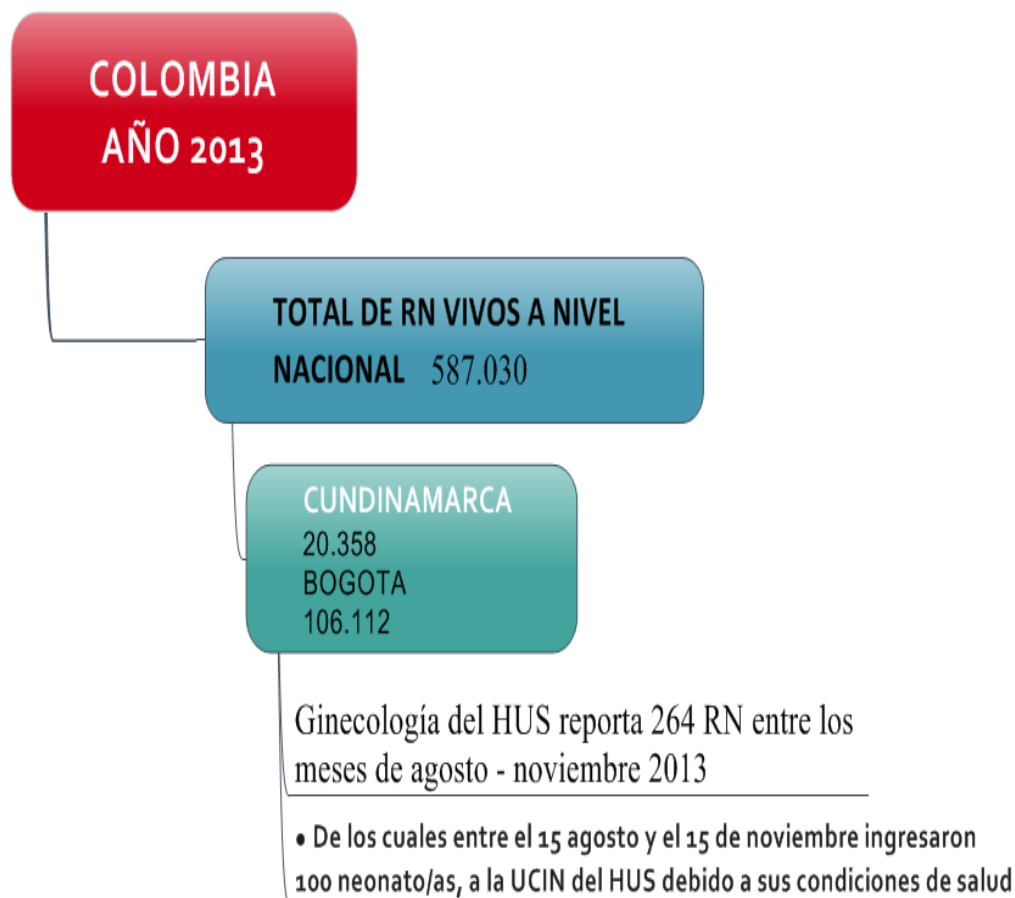 COLOMBIA
AÑO 2013
TOTAL DE RN VIVOS A NIVEL
NACIONAL 587.030
CUNDINAMARCA
20.358
BOGOTA
106.112
Ginecología del HUS reporta 264 RN entre los
meses de agosto - noviembre 2013
• De los cuales entre el 15 agosto y el 15 de noviembre ingresaron
100 neonato/as, a la UCIN del HUS debido a sus condiciones de salud